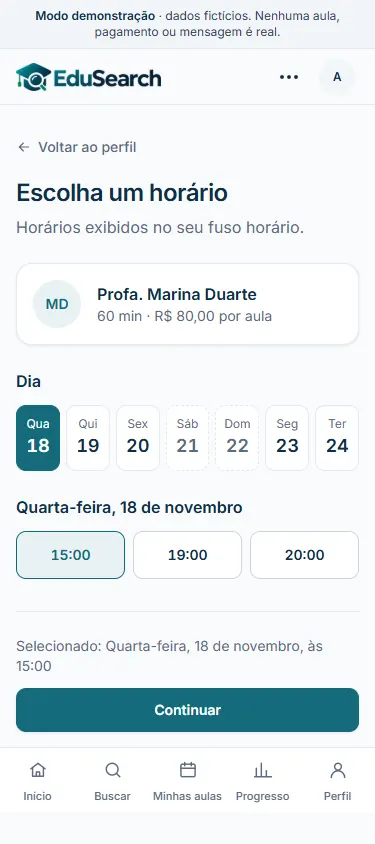 Modo demonstração · dados fictícios. Nenhuma aula,
pagamento ou mensagem é real.
EduSearch
A
← Voltar ao perfil
Escolha um horário
Horários exibidos no seu fuso horário.
MD
Profa. Marina Duarte
60 min · R$ 80,00 por aula
Dia
Qua Qui Sex Sáb Dom Seg Ter
18 19 20 21 22 23 24
Quarta-feira, 18 de novembro
15:00 19:00 20:00
Selecionado: Quarta-feira, 18 de novembro, às
15:00
Continuar
Início Buscar Minhas aulas Progresso Perfil